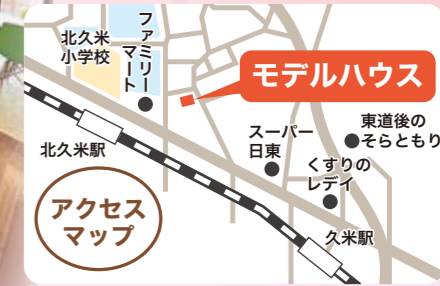 北久米
小学校
ファミリー
マート
モデルハウス
スーパー
日東
東道後の
そらともり
くすりの
レデイ
北久米駅
久米駅
アクセス
マップ